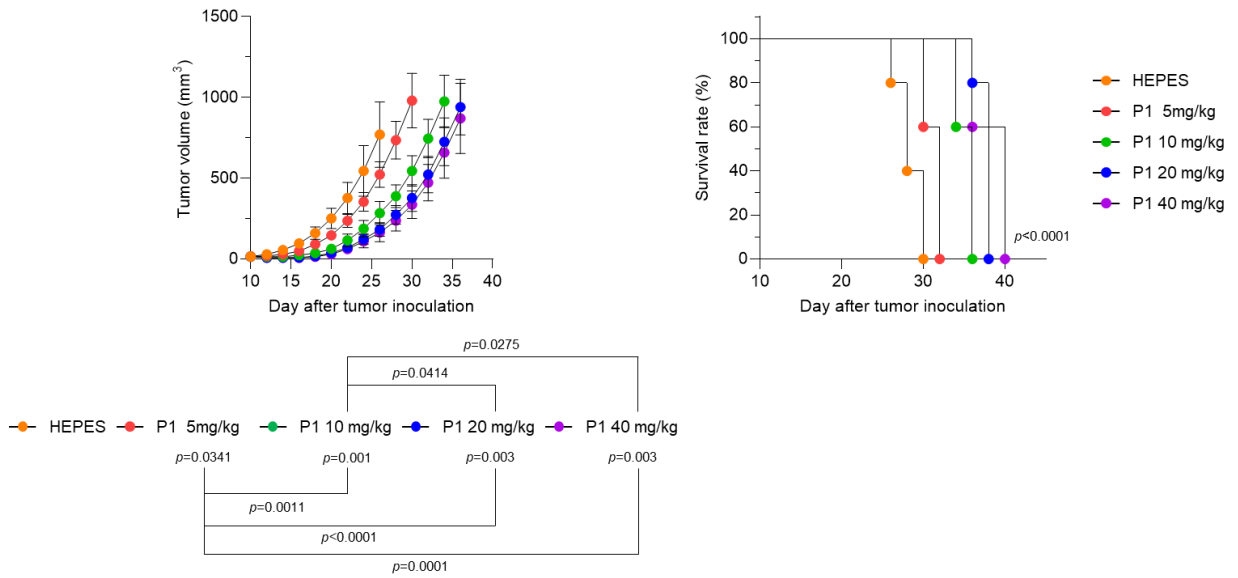 1500
1000
500
0
Tumor volume (mm³)
10 15 20 25 30 35 40
Day after tumor inoculation
100
80
60
40
20
0
Survival rate (%)
p<0.0001
10 20 30 40
Day after tumor inoculation
HEPES
P1 5mg/kg
P1 10 mg/kg
P1 20 mg/kg
P1 40 mg/kg
p=0.0275
p=0.0414
HEPES P1 5mg/kg P1 10 mg/kg P1 20 mg/kg P1 40 mg/kg
p=0.0341 p=0.001 p=0.003 p=0.003
p=0.0011
p<0.0001
p=0.0001